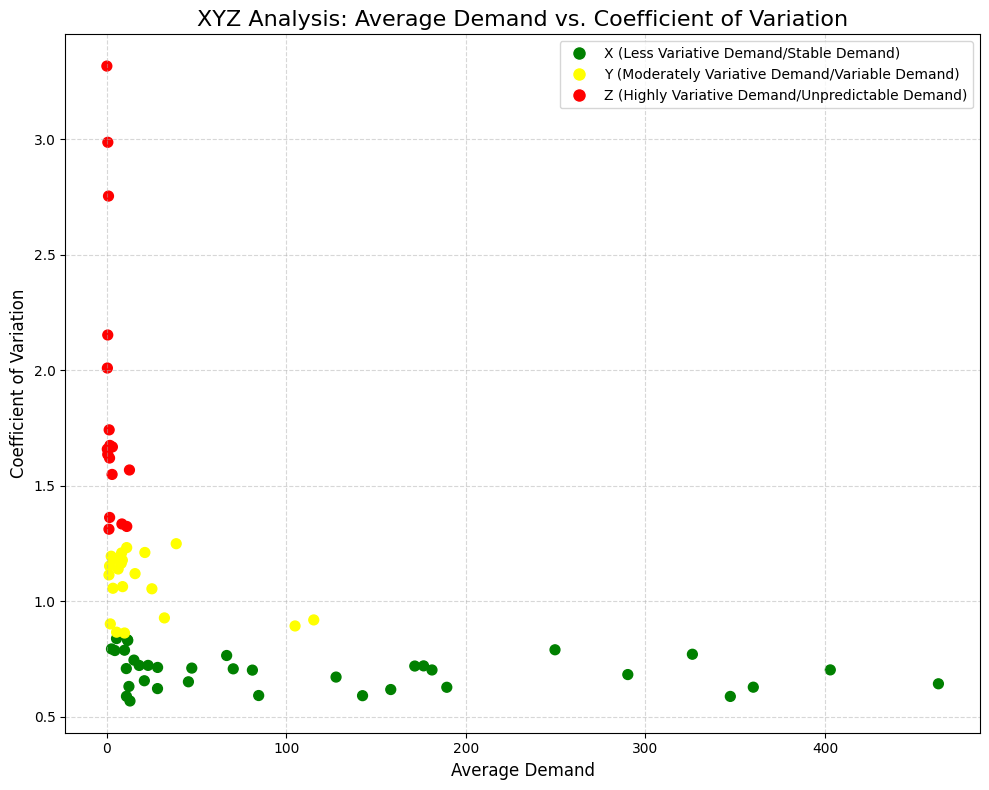 XYZ Analysis: Average Demand vs. Coefficient of Variation
X (Less Variative Demand/Stable Demand)
Y (Moderately Variative Demand/Variable Demand)
Z (Highly Variative Demand/Unpredictable Demand)
Coefficient of Variation
3.0
2.5
2.0
1.5
1.0
0.5
0 100 200 300 400
Average Demand